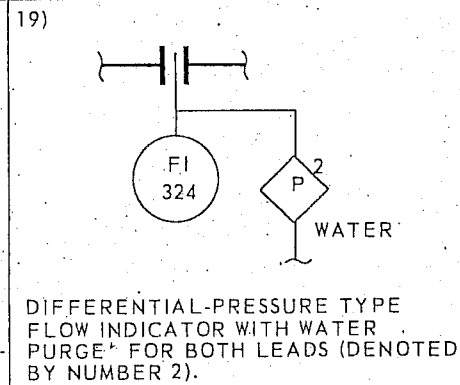 19)
FI
324
2
P
WATER
DIFFERENTIAL-PRESSURE TYPE
FLOW INDICATOR WITH WATER
PURGE* FOR BOTH LEADS (DENOTED
BY NUMBER 2).